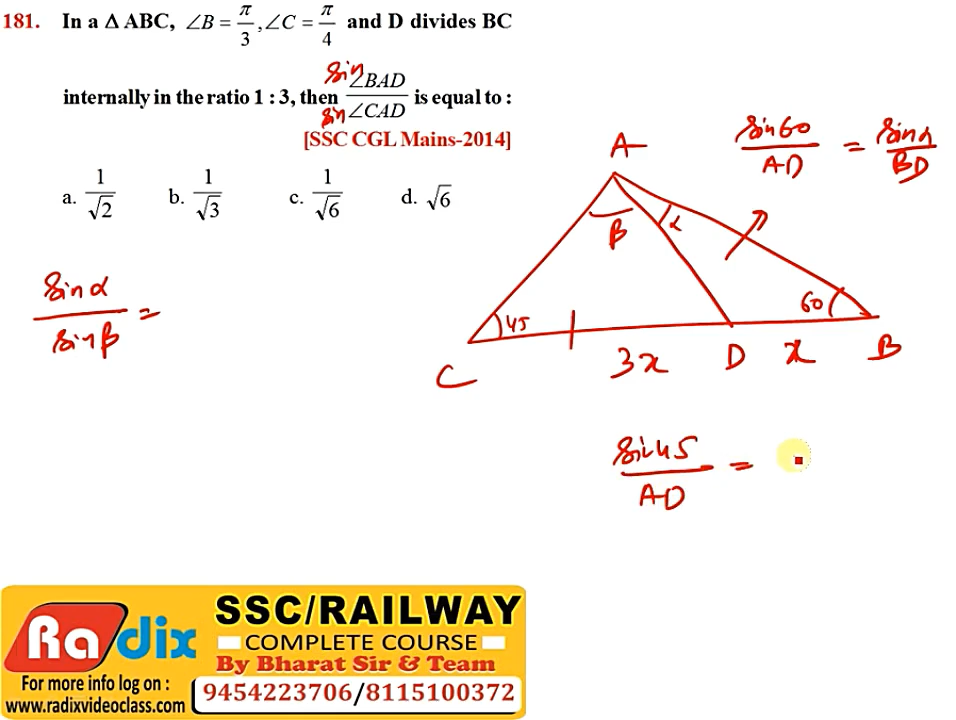 181. In a Δ ABC, ∠B = π/3, ∠C = π/4 and D divides BC
internally in the ratio 1 : 3, then sin∠BAD / sin∠CAD is equal to :
[SSC CGL Mains-2014]
a. 1/√2 b. 1/√3 c. 1/√6 d. √6
sin60/AD = sinα/BD
A
β α
sinα/sinβ =
45 60
C 3x D x B
sin45/AD =
Radix
SSC/RAILWAY
COMPLETE COURSE
By Bharat Sir & Team
For more info log on :
www.radixvideoclass.com
9454223706/8115100372